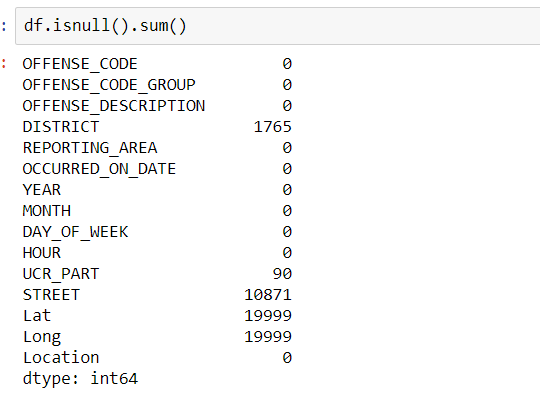 : df.isnull().sum()
: OFFENSE_CODE 0
OFFENSE_CODE_GROUP 0
OFFENSE_DESCRIPTION 0
DISTRICT 1765
REPORTING_AREA 0
OCCURRED_ON_DATE 0
YEAR 0
MONTH 0
DAY_OF_WEEK 0
HOUR 0
UCR_PART 90
STREET 10871
Lat 19999
Long 19999
Location 0
dtype: int64